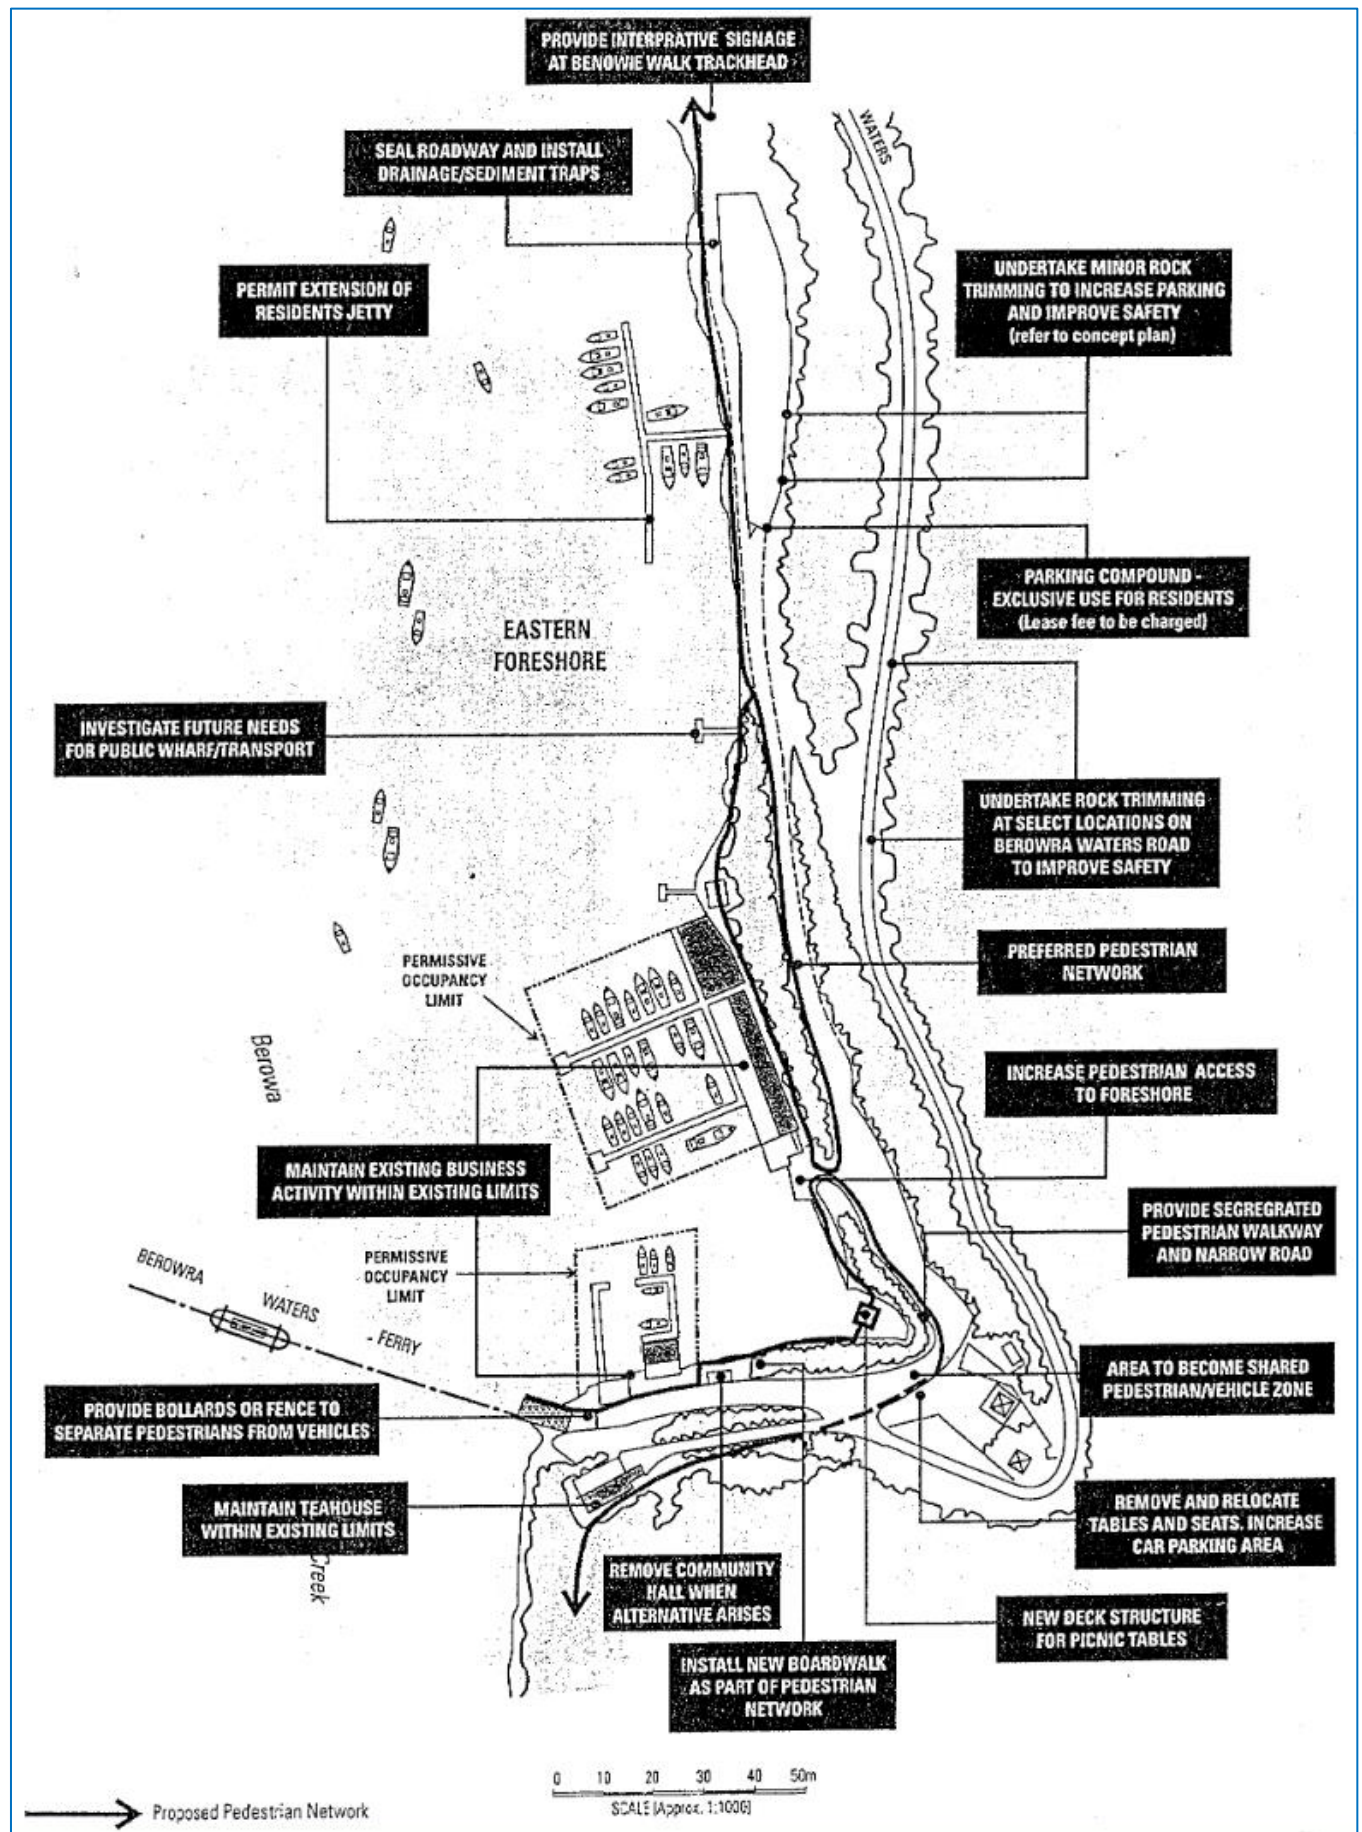 PROVIDE INTERPRATIVE SIGNAGE
AT BENOWIE WALK TRACKHEAD
WATERS
SEAL ROADWAY AND INSTALL
DRAINAGE/SEDIMENT TRAPS
UNDERTAKE MINOR ROCK
TRIMMING TO INCREASE PARKING
AND IMPROVE SAFETY
(refer to concept plan)
PERMIT EXTENSION OF
RESIDENTS JETTY
PARKING COMPOUND -
EXCLUSIVE USE FOR RESIDENTS
(Lease fee to be charged)
EASTERN
FORESHORE
INVESTIGATE FUTURE NEEDS
FOR PUBLIC WHARF/TRANSPORT
UNDERTAKE ROCK TRIMMING
AT SELECT LOCATIONS ON
BEROWRA WATERS ROAD
TO IMPROVE SAFETY
PREFERRED PEDESTRIAN
NETWORK
PERMISSIVE
OCCUPANCY
LIMIT
Berowa
INCREASE PEDESTRIAN ACCESS
TO FORESHORE
MAINTAIN EXISTING BUSINESS
ACTIVITY WITHIN EXISTING LIMITS
PROVIDE SEGREGRATED
PEDESTRIAN WALKWAY
AND NARROW ROAD
PERMISSIVE
OCCUPANCY
LIMIT
BEROWRA
WATERS
- FERRY
AREA TO BECOME SHARED
PEDESTRIAN/VEHICLE ZONE
PROVIDE BOLLARDS OR FENCE TO
SEPARATE PEDESTRIANS FROM VEHICLES
MAINTAIN TEAHOUSE
WITHIN EXISTING LIMITS
REMOVE AND RELOCATE
TABLES AND SEATS. INCREASE
CAR PARKING AREA
Creek
REMOVE COMMUNITY
HALL WHEN
ALTERNATIVE ARISES
NEW DECK STRUCTURE
FOR PICNIC TABLES
INSTALL NEW BOARDWALK
AS PART OF PEDESTRIAN
NETWORK
0 10 20 30 40 50m
SCALE (Approx. 1:1000)
Proposed Pedestrian Network